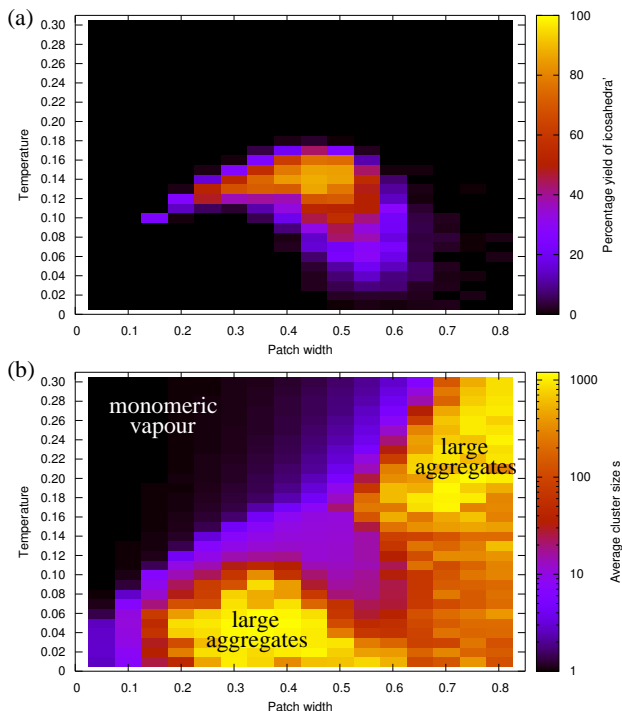 (a)
0.30
0.28
0.26
0.24
0.22
0.20
0.18
0.16
0.14
0.12
0.10
0.08
0.06
0.04
0.02
0
Temperature
0 0.1 0.2 0.3 0.4 0.5 0.6 0.7 0.8
Patch width
100
80
60
40
20
0
Percentage yield of icosahedra'
(b)
0.30
0.28
0.26
0.24
0.22
0.20
0.18
0.16
0.14
0.12
0.10
0.08
0.06
0.04
0.02
0
Temperature
monomeric
vapour
large
aggregates
large
aggregates
0 0.1 0.2 0.3 0.4 0.5 0.6 0.7 0.8
Patch width
1000
100
10
1
Average cluster size s